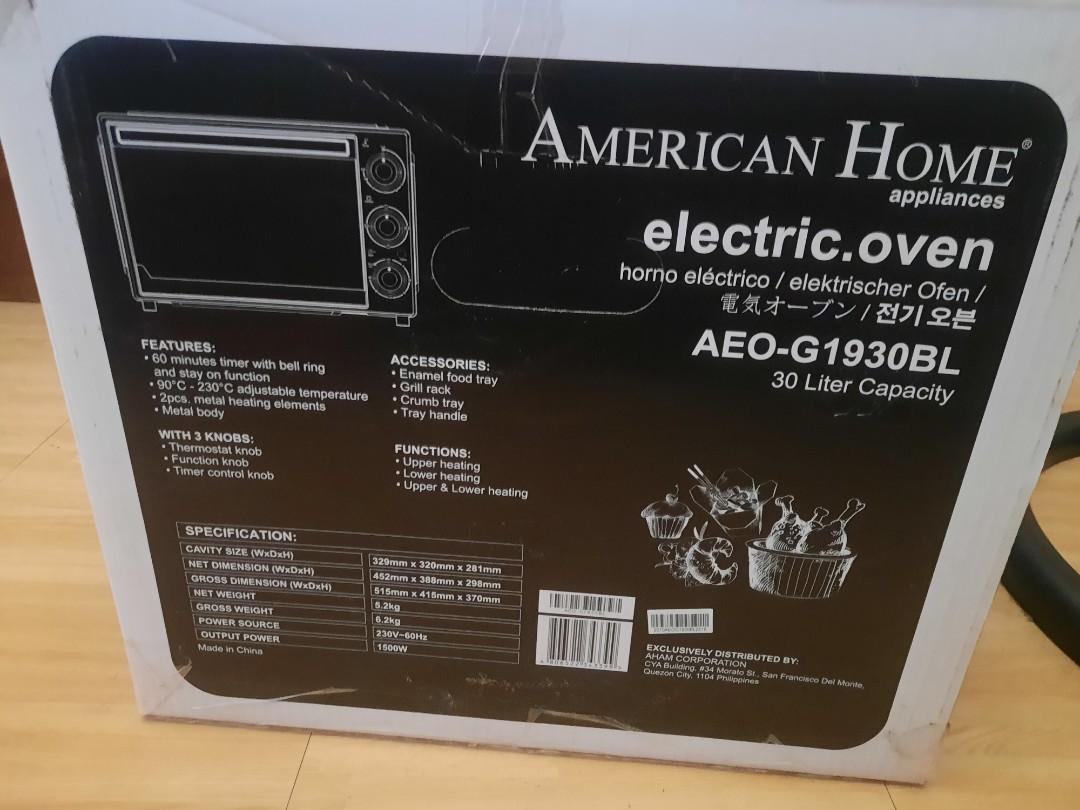 AMERICAN HOME®
appliances
electric.oven
horno eléctrico / elektrischer Ofen /
電気オーブン / 전기 오븐
AEO-G1930BL
30 Liter Capacity
FEATURES:
• 60 minutes timer with bell ring
and stay on function
• 90°C - 230°C adjustable temperature
• 2pcs. metal heating elements
• Metal body
WITH 3 KNOBS:
• Thermostat knob
• Function knob
• Timer control knob
ACCESSORIES:
• Enamel food tray
• Grill rack
• Crumb tray
• Tray handle
FUNCTIONS:
• Upper heating
• Lower heating
• Upper & Lower heating
SPECIFICATION:
CAVITY SIZE (WxDxH) 329mm x 320mm x 281mm
NET DIMENSION (WxDxH) 452mm x 388mm x 298mm
GROSS DIMENSION (WxDxH) 515mm x 415mm x 370mm
NET WEIGHT 5.2kg
GROSS WEIGHT 6.2kg
POWER SOURCE 230V~60Hz
OUTPUT POWER 1500W
Made in China
EXCLUSIVELY DISTRIBUTED BY:
AHAM CORPORATION
CYA Building, #34 Morato St., San Francisco Del Monte,
Quezon City, 1104 Philippines